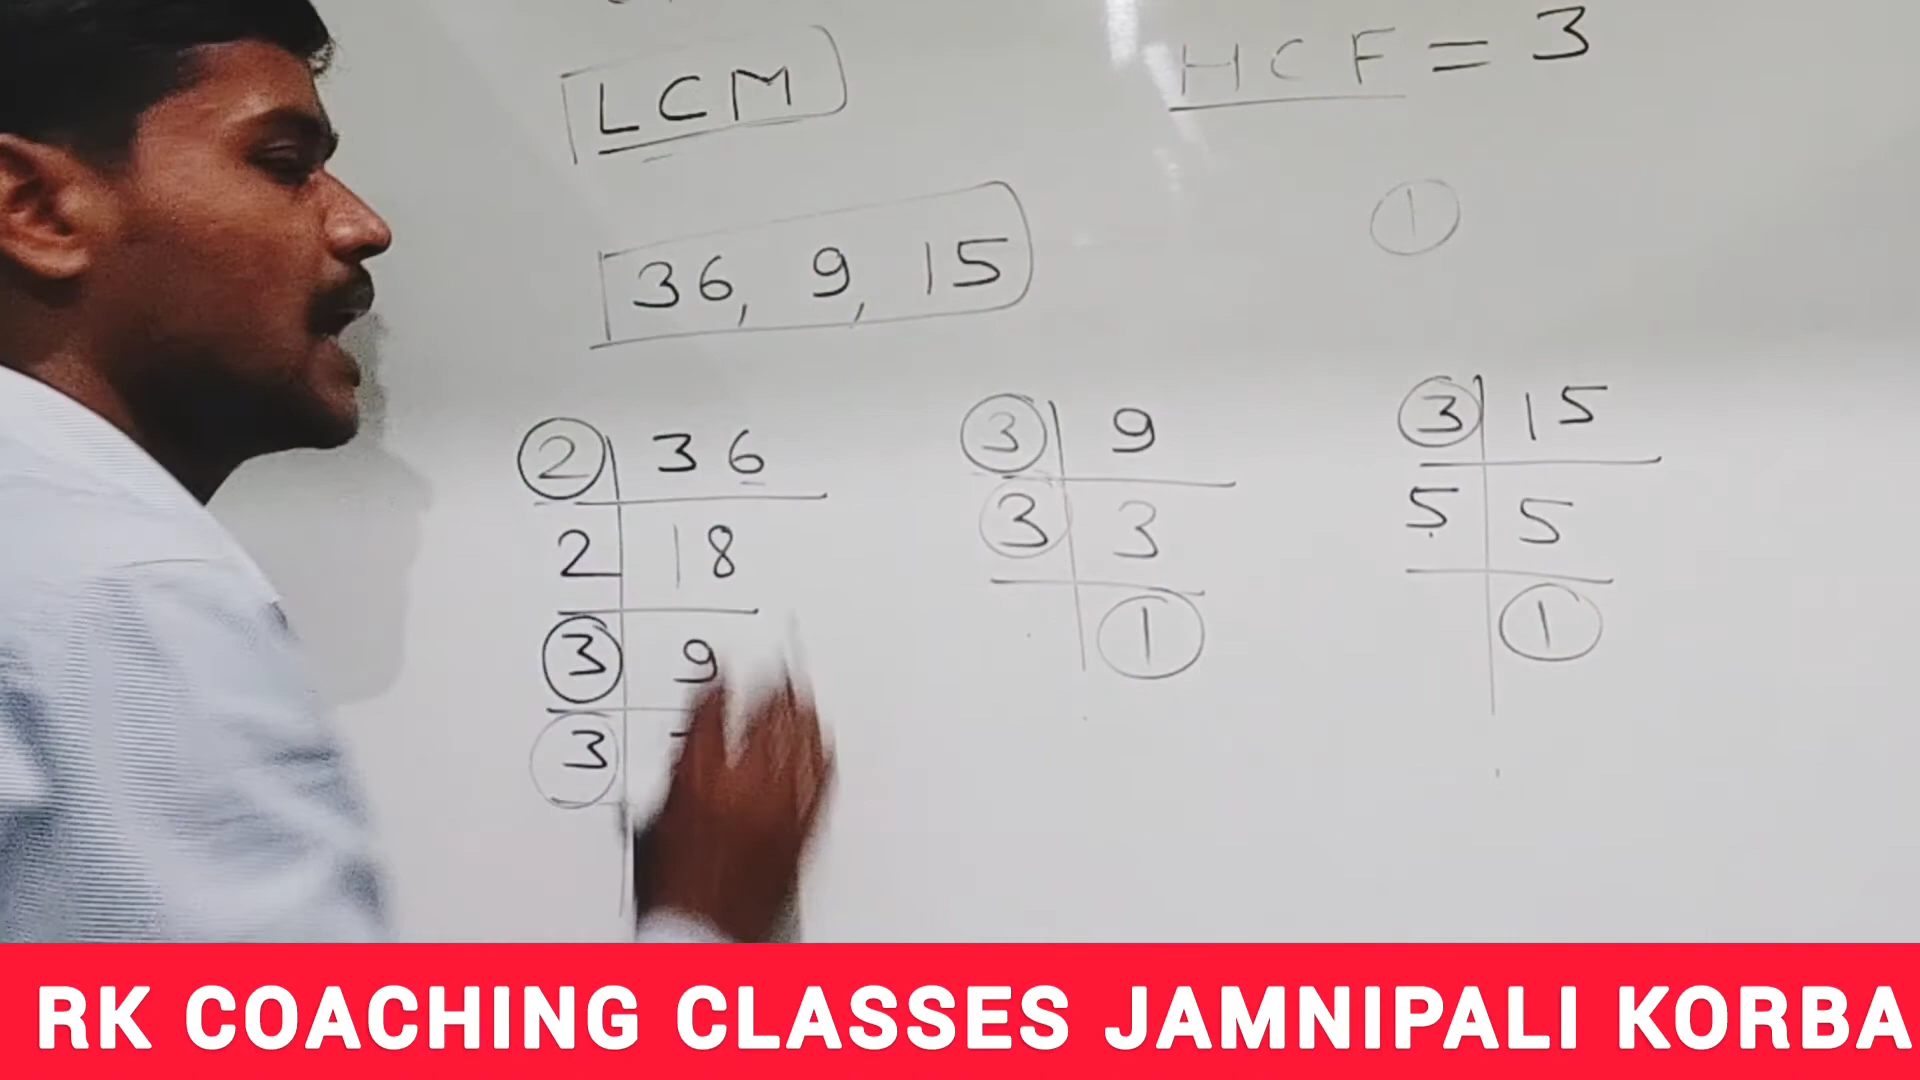 LCM
HCF = 3
1
36, 9, 15
2 | 36
2 | 18
3 | 9
3 |
3 | 9
3 | 3
1
3 | 15
5 | 5
1
RK COACHING CLASSES JAMNIPALI KORBA